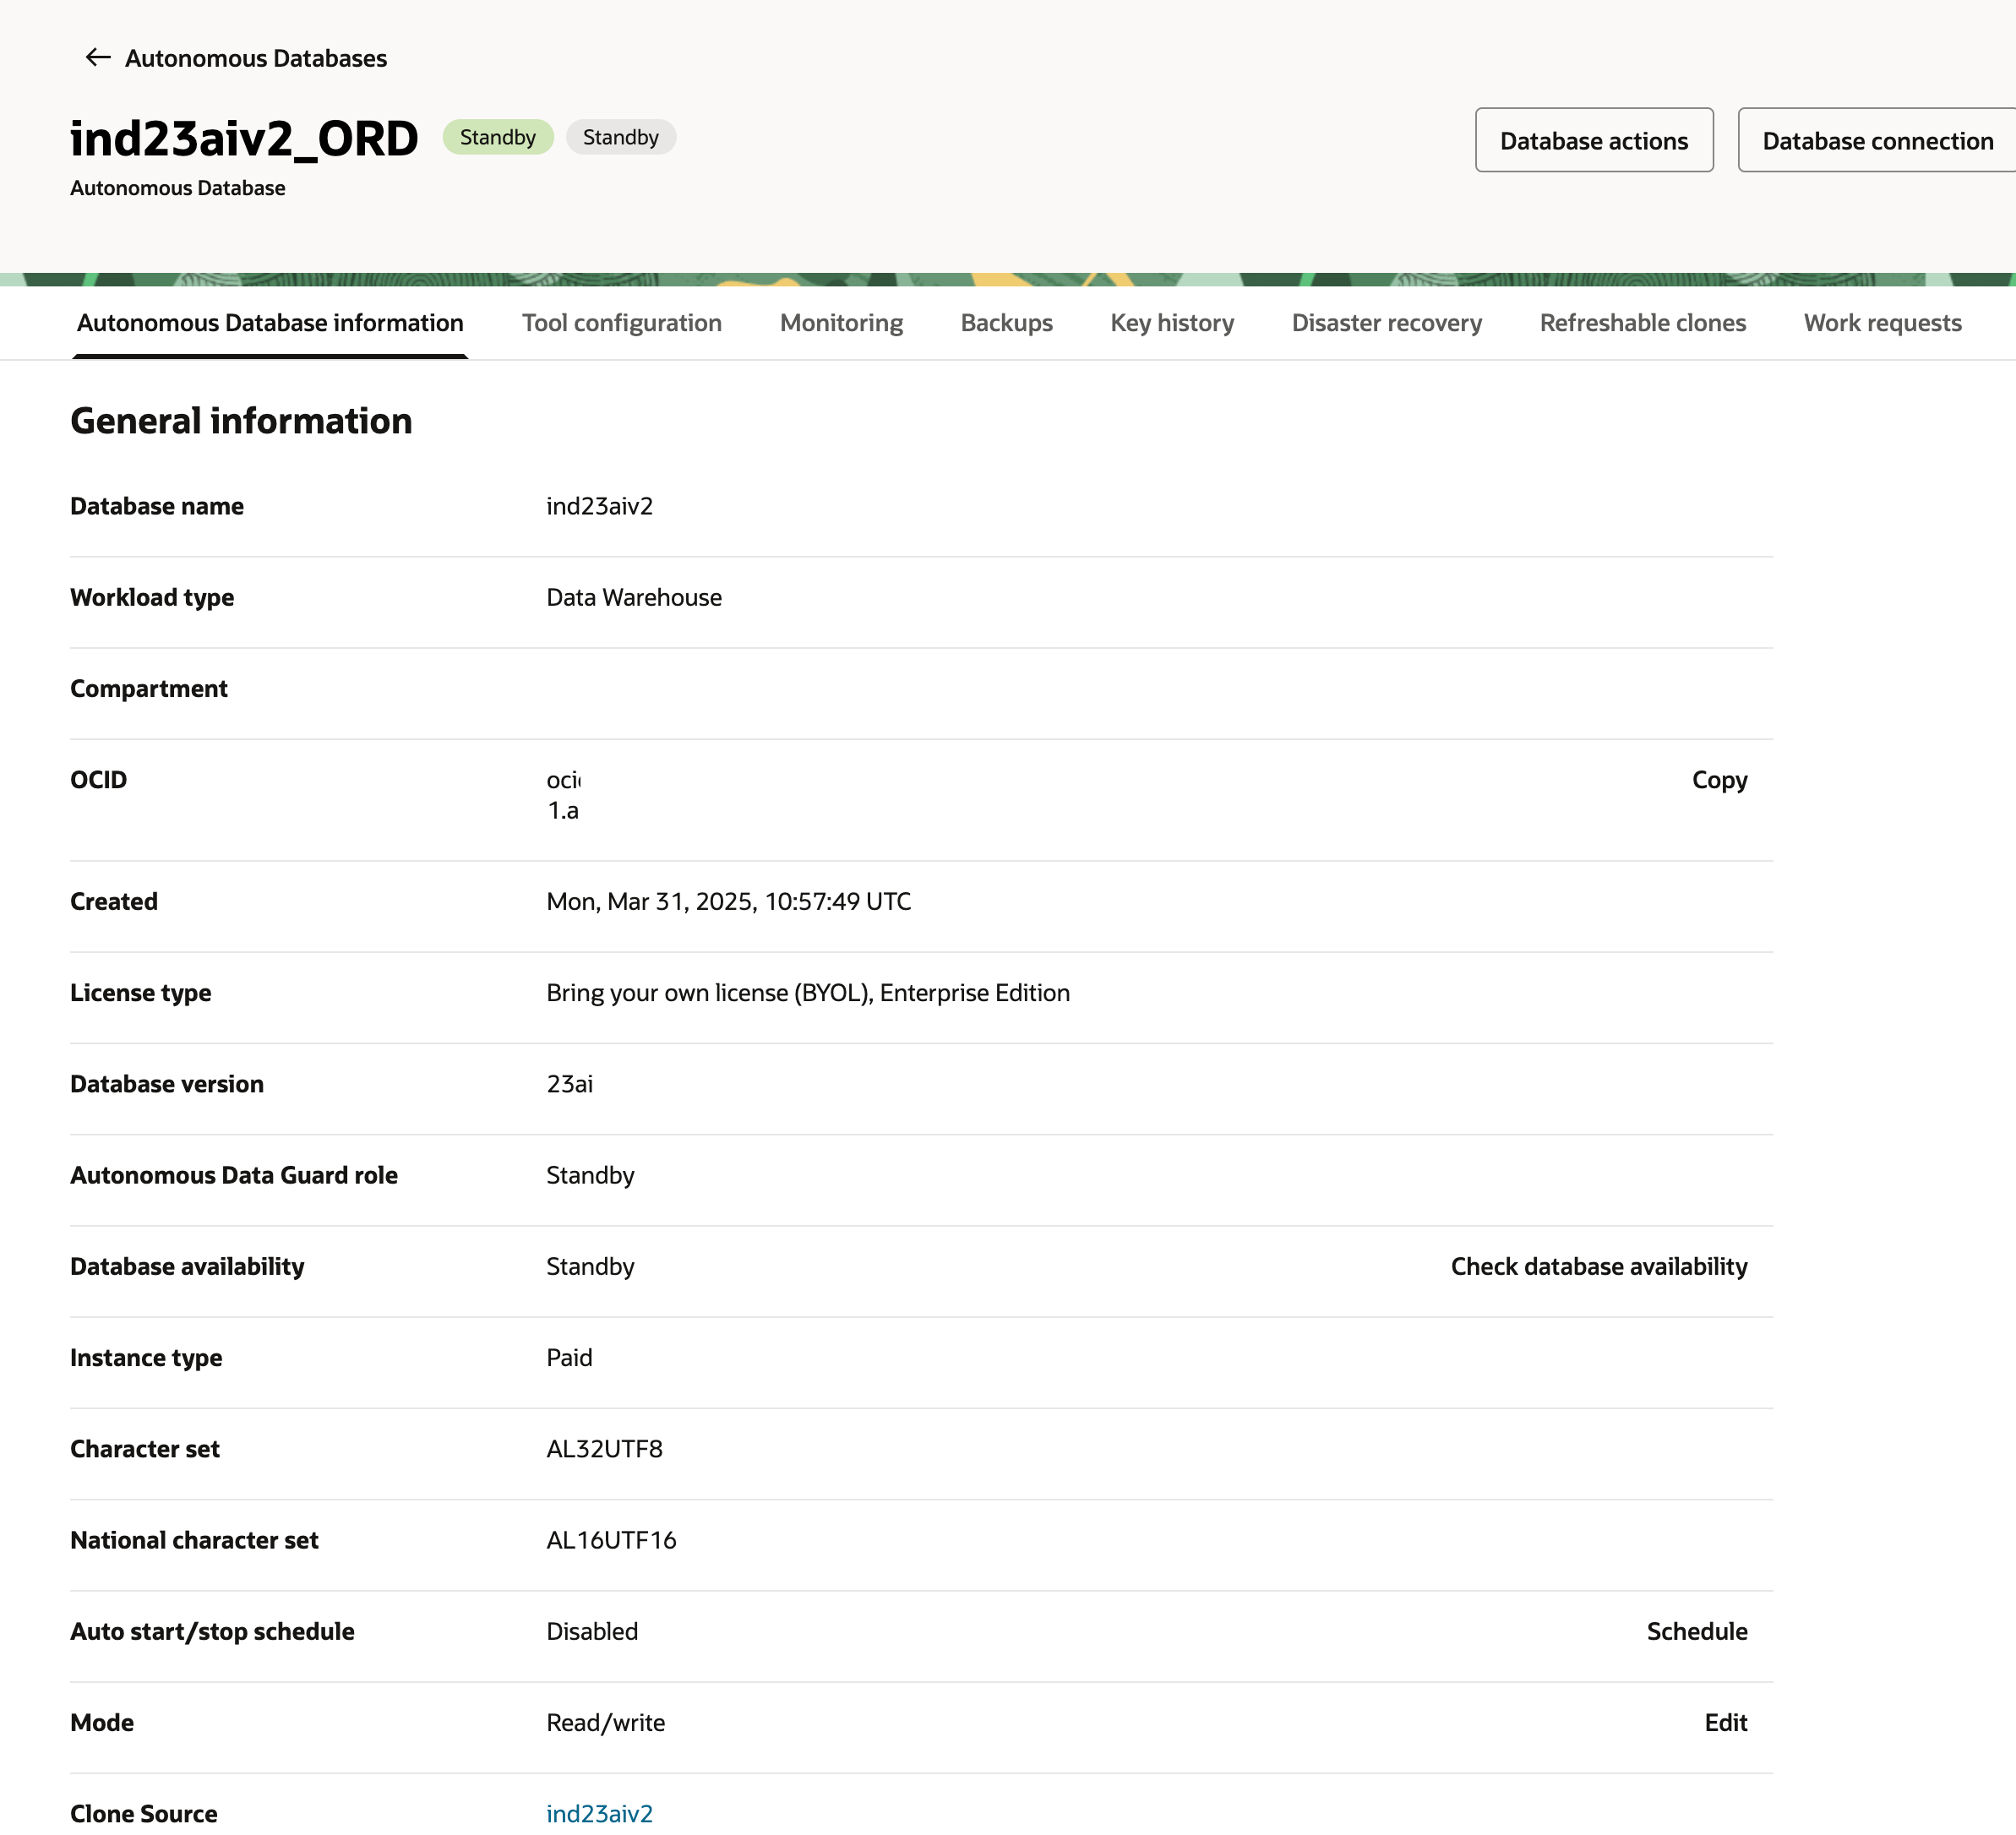 Autonomous Databases
ind23aiv2_ORD Standby Standby
Database actions Database connection
Autonomous Database
Autonomous Database information Tool configuration Monitoring Backups Key history Disaster recovery Refreshable clones Work requests
General information
Database name ind23aiv2
Workload type Data Warehouse
Compartment
OCID Copy
1.a
Created Mon, Mar 31, 2025, 10:57:49 UTC
License type Bring your own license (BYOL), Enterprise Edition
Database version 23ai
Autonomous Data Guard role Standby
Database availability Standby Check database availability
Instance type Paid
Character set AL32UTF8
National character set AL16UTF16
Auto start/stop schedule Disabled Schedule
Mode Read/write Edit
Clone Source ind23aiv2